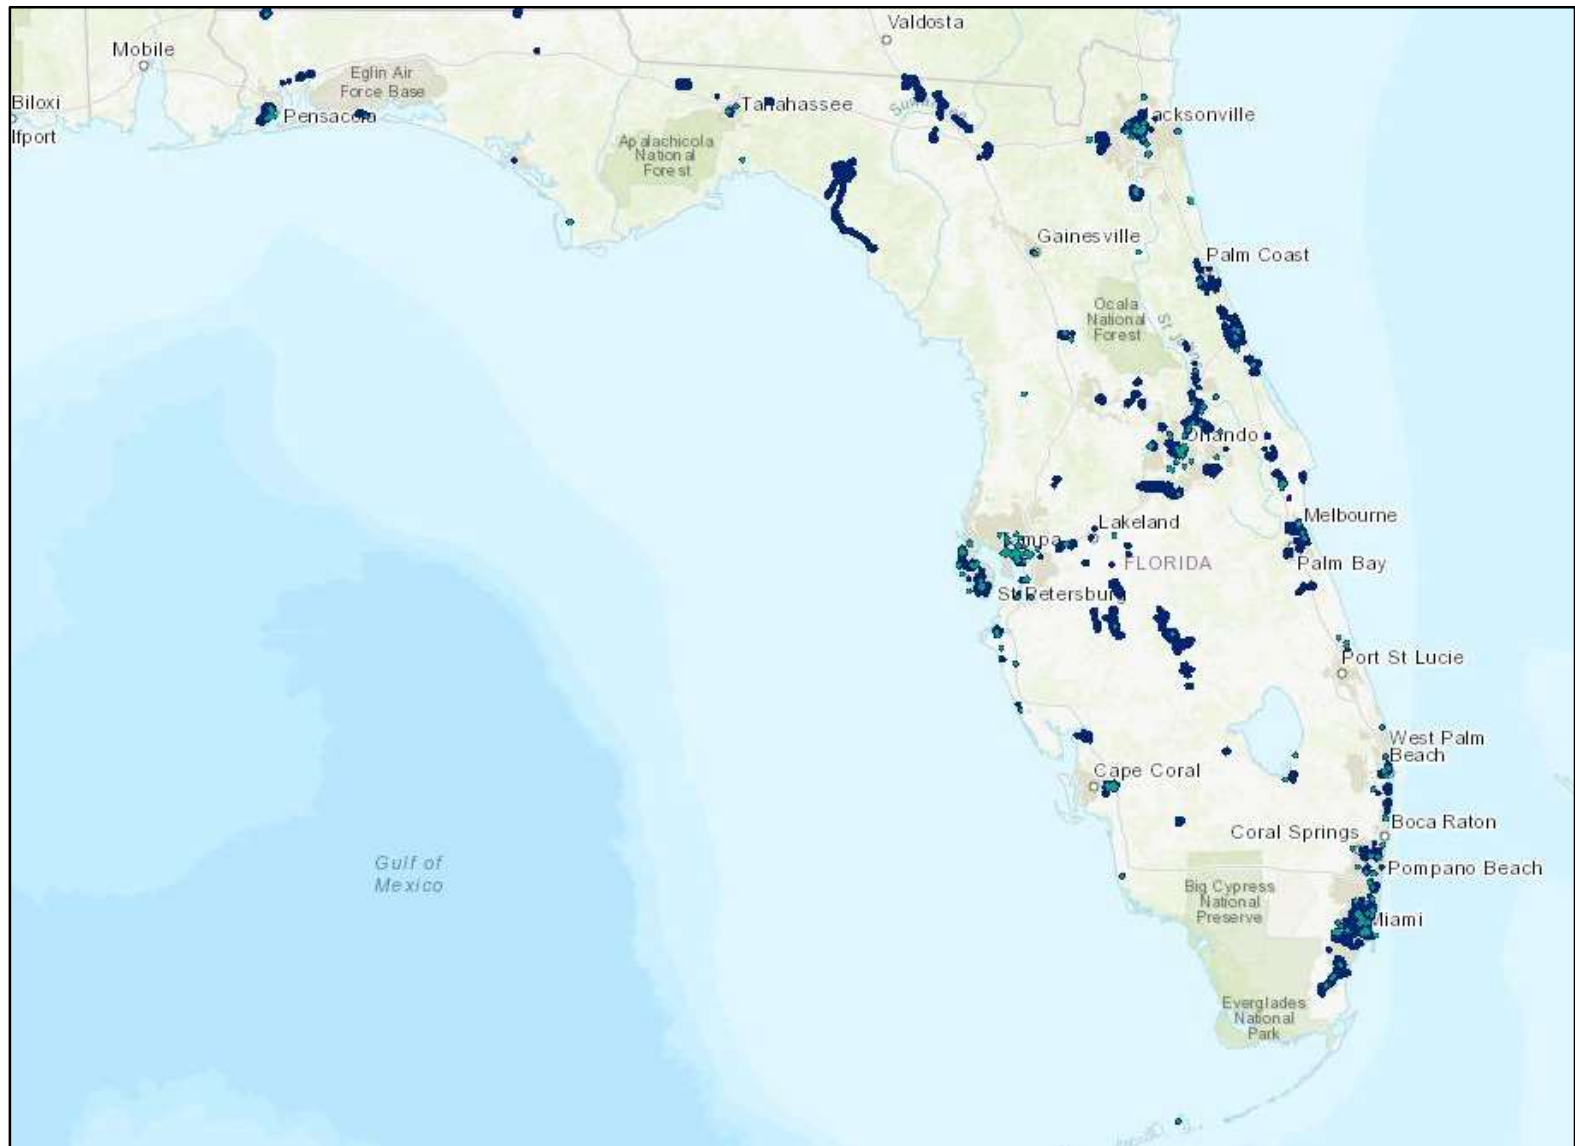 Valdosta
Mobile
Eglin Air
Force Base
Biloxi
lfport
Pensacola
Tallahassee
Jacksonville
Apalachicola
National
Forest
Gainesville
Palm Coast
Ocala
National
Forest
Orlando
Lakeland
Melbourne
Tampa
FLORIDA
Palm Bay
St. Petersburg
Port St Lucie
West Palm
Beach
Cape Coral
Boca Raton
Coral Springs
Gulf of
Mexico
Pompano Beach
Big Cypress
National
Preserve
Miami
Everglades
National
Park